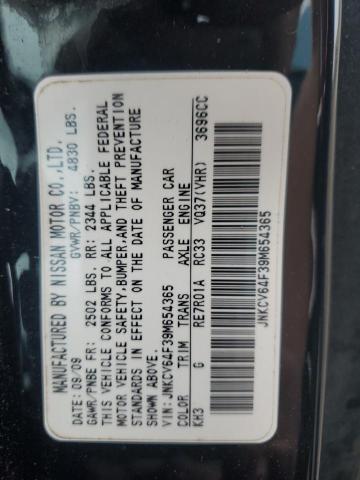 MANUFACTURED BY NISSAN MOTOR CO.,LTD.
DATE: 09/09 GVWR/PNBV: 4830 LBS.
GAWR/PNBE FR: 2502 LBS. RR: 2344 LBS.
THIS VEHICLE CONFORMS TO ALL APPLICABLE FEDERAL
MOTOR VEHICLE SAFETY,BUMPER,AND THEFT PREVENTION
STANDARDS IN EFFECT ON THE DATE OF MANUFACTURE
SHOWN ABOVE.
VIN: JNKCV64F39M654365 PASSENGER CAR
COLOR TRIM TRANS AXLE ENGINE
KH3 G RE7R01A RC33 VQ37(VHR) 3696CC
JNKCV64F39M654365